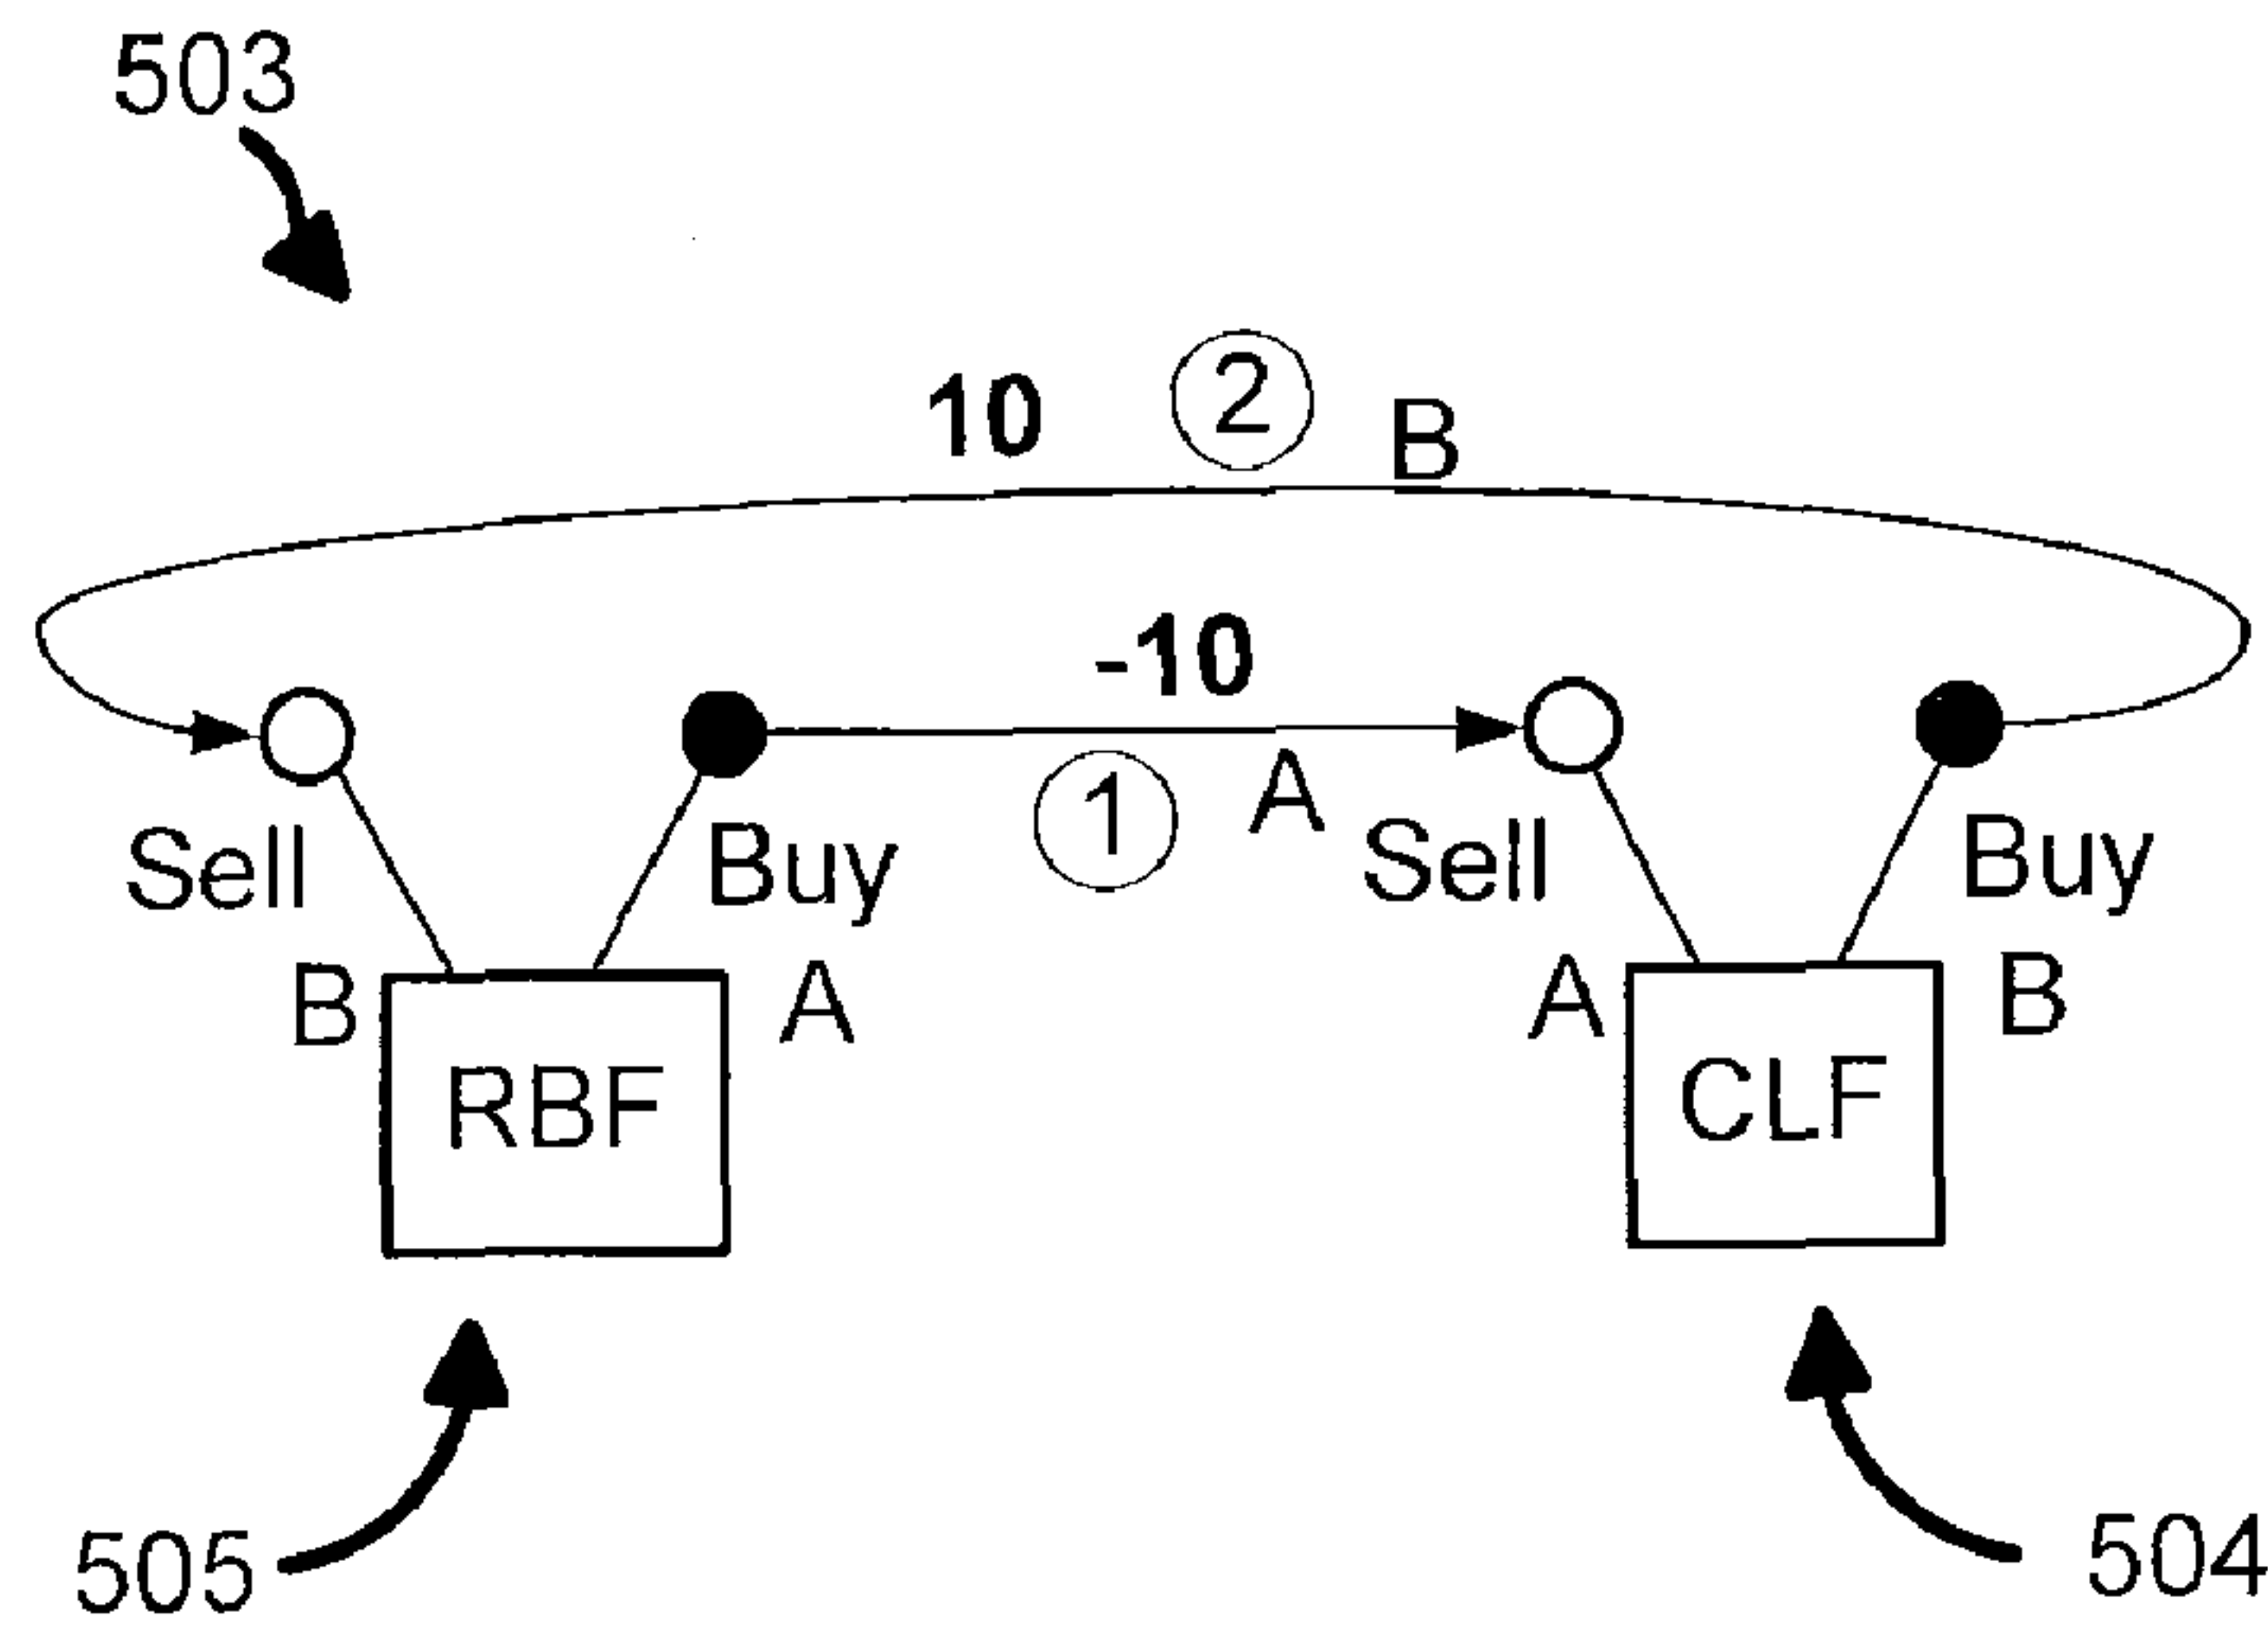 503
10 2 B
-10
1 A
Sell Buy Sell Buy
B A A B
RBF CLF
505 504